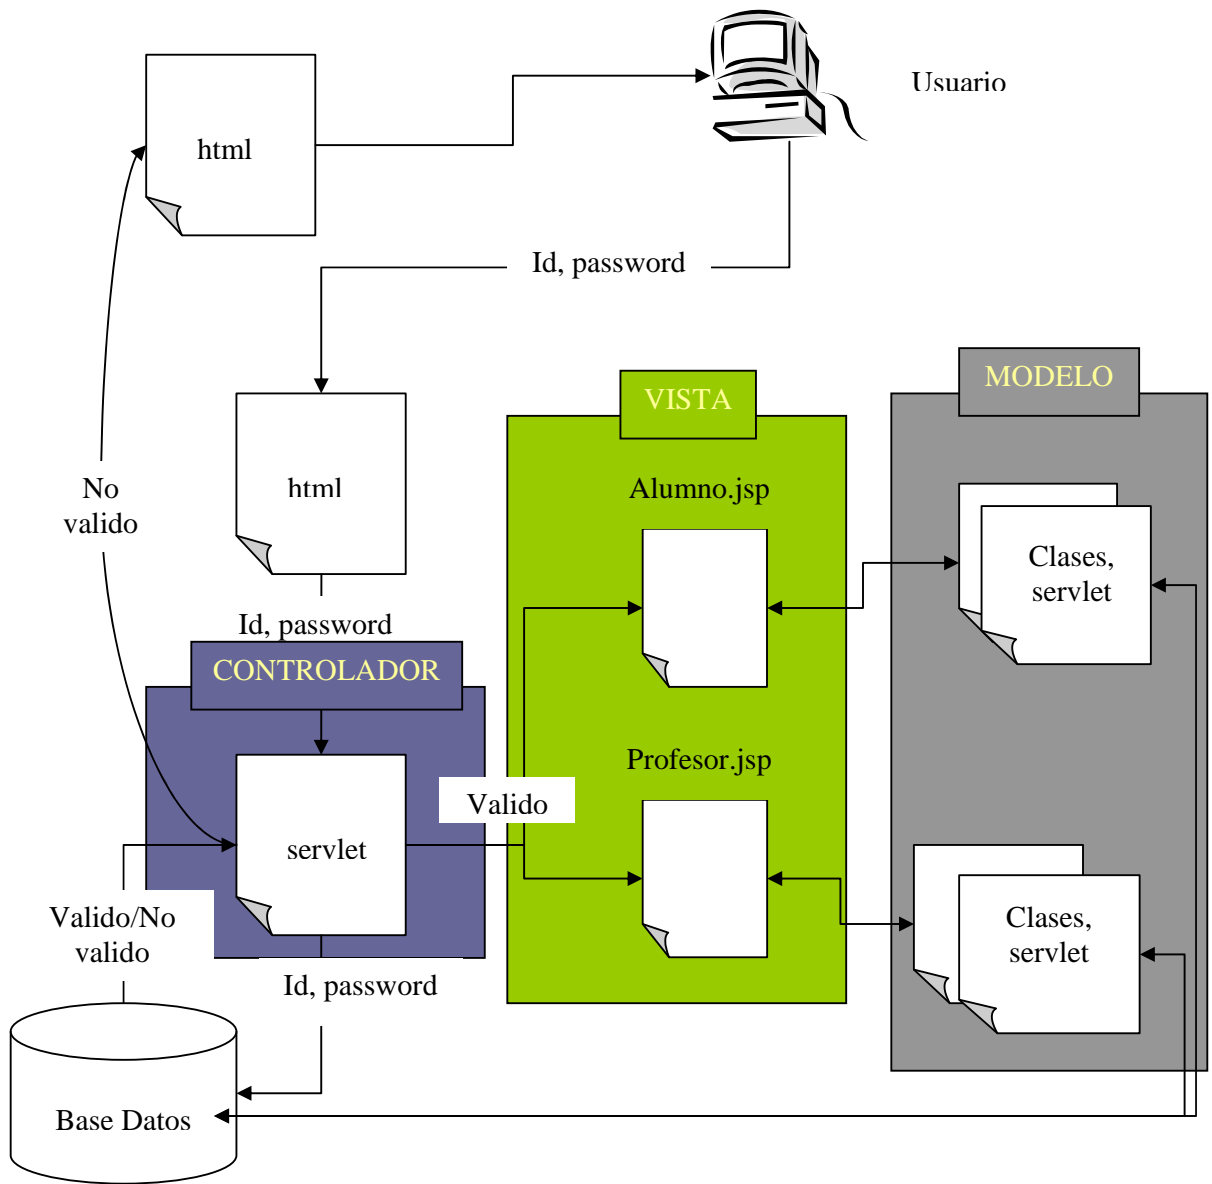 Usuario
html
Id, password
MODELO
VISTA
html
Alumno.jsp
No
valido
Clases,
servlet
Id, password
CONTROLADOR
Profesor.jsp
Valido
servlet
Valido/No
valido
Clases,
servlet
Id, password
Base Datos